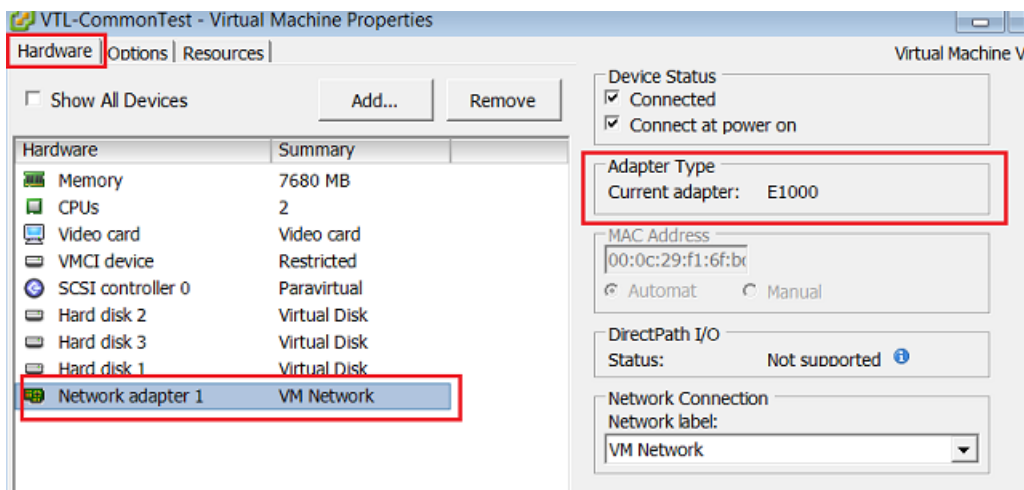 VTL-CommonTest - Virtual Machine Properties
Hardware Options Resources
Virtual Machine V
Show All Devices Add... Remove
Hardware Summary
Memory 7680 MB
CPUs 2
Video card Video card
VMCI device Restricted
SCSI controller 0 Paravirtual
Hard disk 2 Virtual Disk
Hard disk 3 Virtual Disk
Hard disk 1 Virtual Disk
Network adapter 1 VM Network
Device Status
Connected
Connect at power on
Adapter Type
Current adapter: E1000
MAC Address
00:0c:29:f1:6f:b
Automat Manual
DirectPath I/O
Status: Not supported
Network Connection
Network label:
VM Network